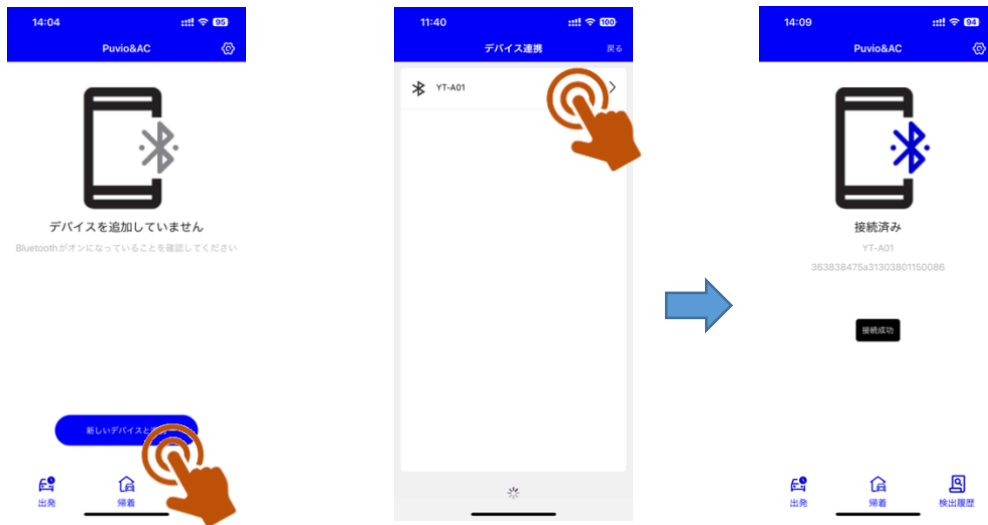 14:04
95
Puvio&AC
デバイスを追加していません
Bluetoothがオンになっていることを確認してください
新しいデバイスと
出発
帰着
11:40
100
デバイス連携
戻る
YT-A01
14:09
94
Puvio&AC
接続済み
YT-A01
363838475a31303801150086
接続成功
出発
帰着
検出履歴